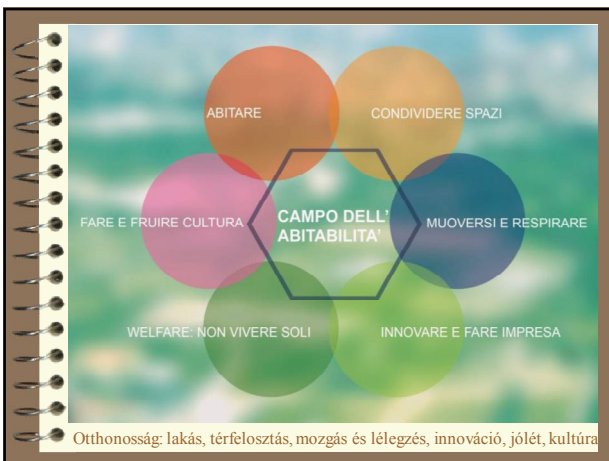 ABITARE
CONDIVIDERE SPAZI
FARE E FRUIRE CULTURA
CAMPO DELL'
ABITABILITA'
MUOVERSI E RESPIRARE
WELFARE: NON VIVERE SOLI
INNOVARE E FARE IMPRESA
Otthonosság: lakás, térfelosztás, mozgás és lélegzés, innováció, jólét, kultúra